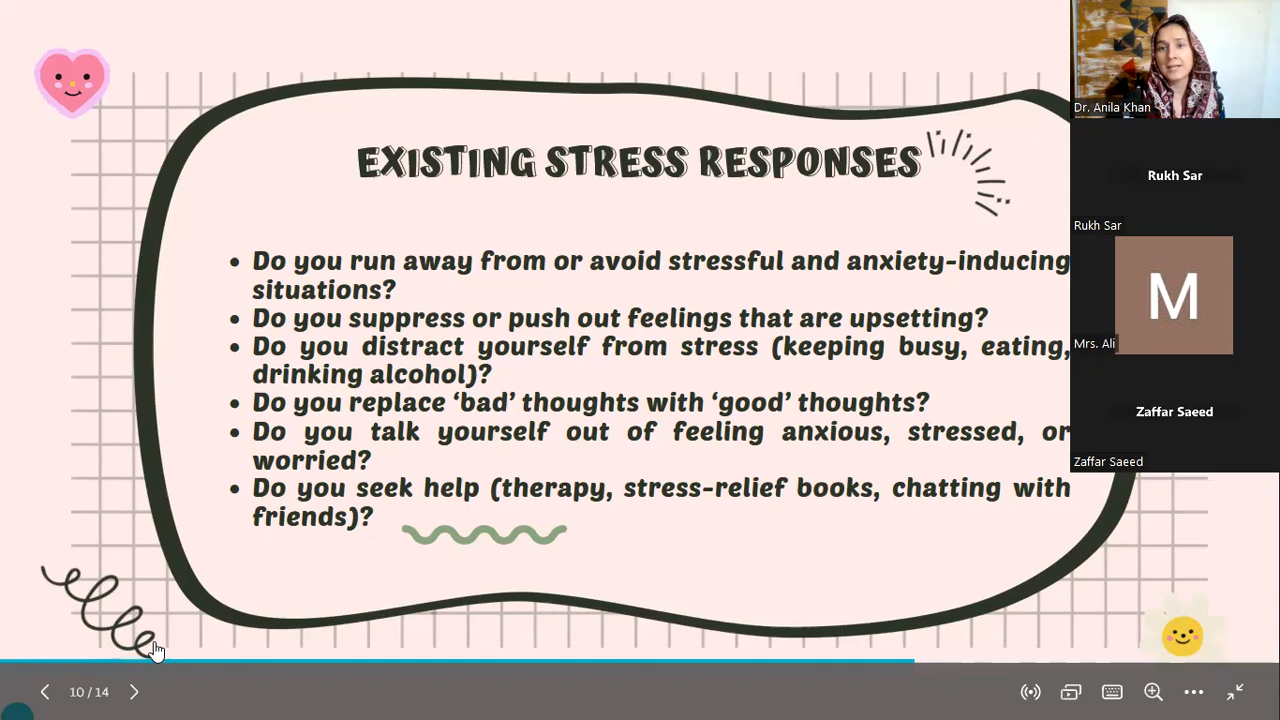 EXISTING STRESS RESPONSES
• Do you run away from or avoid stressful and anxiety-inducing
situations?
• Do you suppress or push out feelings that are upsetting?
• Do you distract yourself from stress (keeping busy, eating,
drinking alcohol)?
• Do you replace ‘bad’ thoughts with ‘good’ thoughts?
• Do you talk yourself out of feeling anxious, stressed, or
worried?
• Do you seek help (therapy, stress-relief books, chatting with
friends)?
Dr. Anila Khan
Rukh Sar
Rukh Sar
M
Mrs. Ali
Zaffar Saeed
Zaffar Saeed
10 / 14